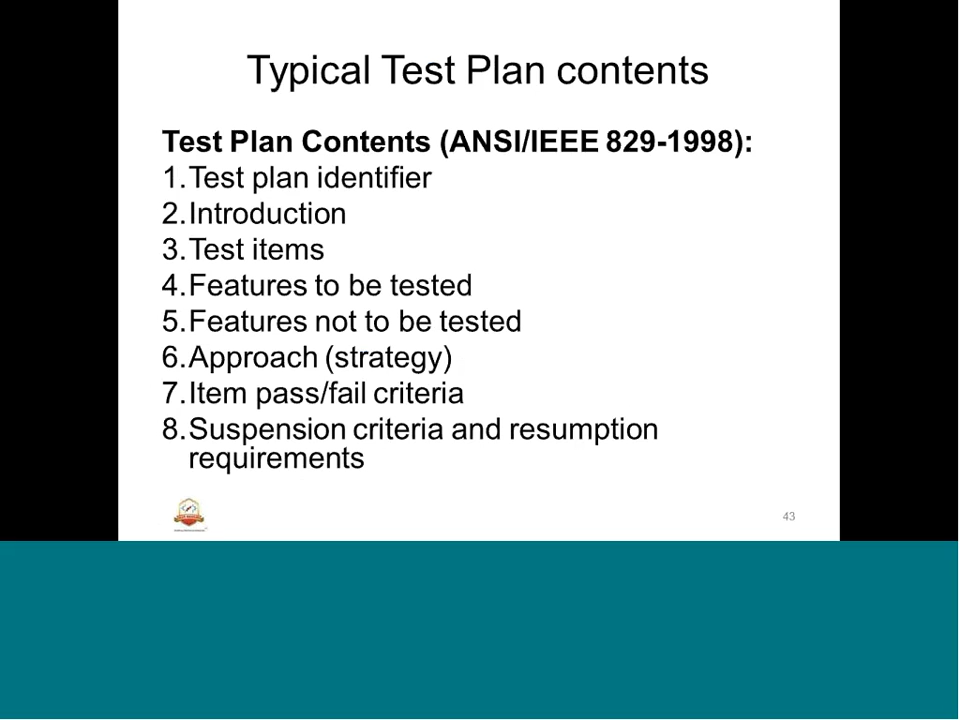 Typical Test Plan contents
Test Plan Contents (ANSI/IEEE 829-1998):
1.Test plan identifier
2.Introduction
3.Test items
4.Features to be tested
5.Features not to be tested
6.Approach (strategy)
7.Item pass/fail criteria
8.Suspension criteria and resumption
requirements
43